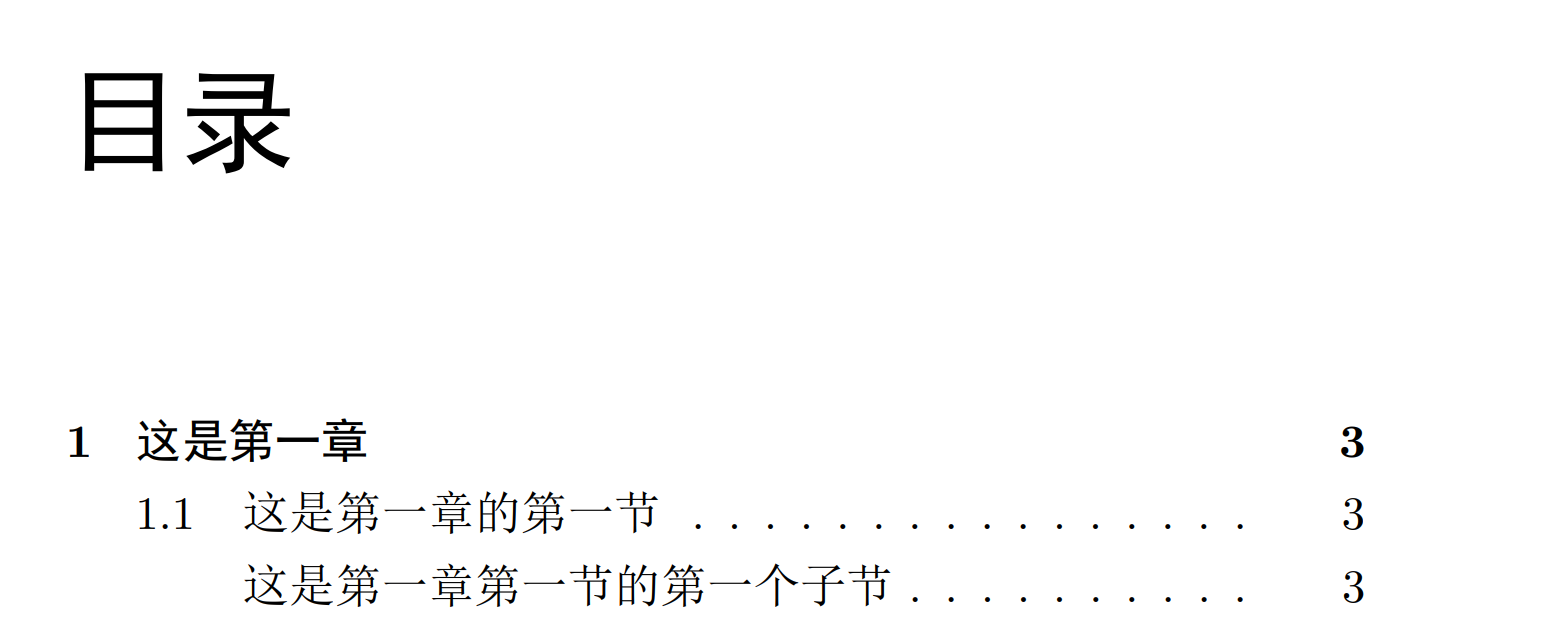 目录
1 这是第一章 3
1.1 这是第一章的第一节 . . . . . . . . . . . . . . . . 3
这是第一章第一节的第一个子节 . . . . . . . . . . 3